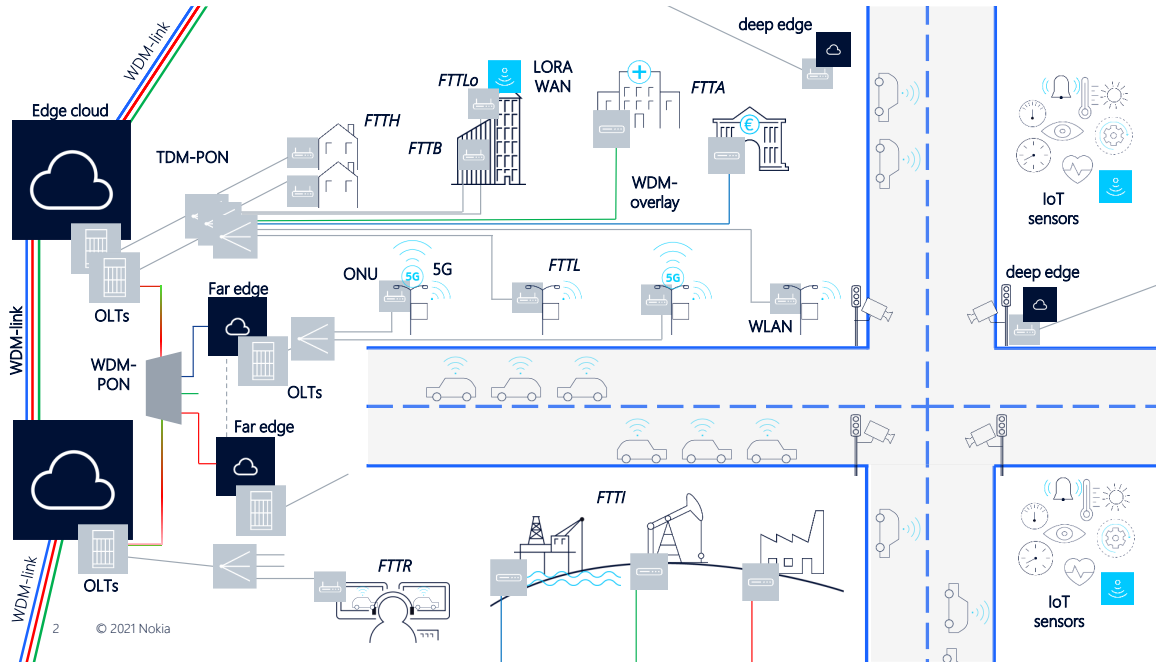 WDM-link
Edge cloud
TDM-PON
FTTH
FTTLo
LORA
WAN
FTTB
FTTA
€
WDM-
overlay
deep edge
IoT
sensors
OLTs
ONU
5G
5G
FTTL
5G
WLAN
deep edge
WDM-link
Far edge
WDM-
PON
OLTs
Far edge
FTTI
OLTs
FTTR
WDM-link
IoT
sensors
2 © 2021 Nokia